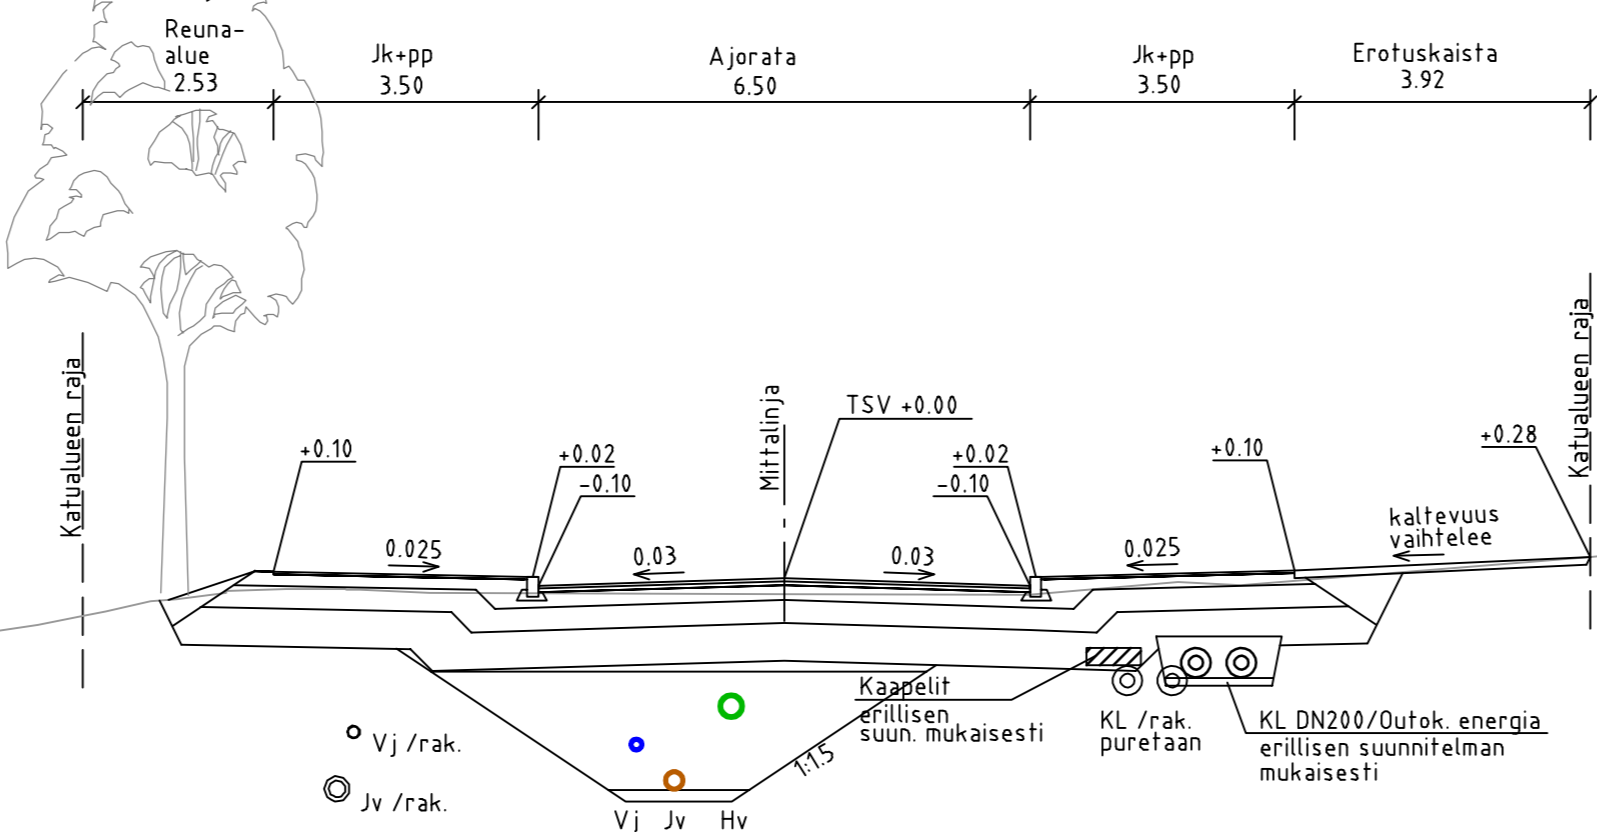 Reuna-
alue
2.53
Jk+pp
3.50
Ajorata
6.50
Jk+pp
3.50
Erotuskaista
3.92
Katualueen raja
Mittalinja
Katualueen raja
TSV +0.00
+0.10
+0.02
-0.10
+0.02
-0.10
+0.10
+0.28
0.025
0.03
0.03
0.025
kaltevuus
vaihtelee
Kaapelit
erillisen
suun. mukaisesti
KL /rak.
puretaan
KL DN200/Outok. energia
erillisen suunnitelman
mukaisesti
Vj /rak.
Jv /rak.
1:1.5
Vj Jv Hv